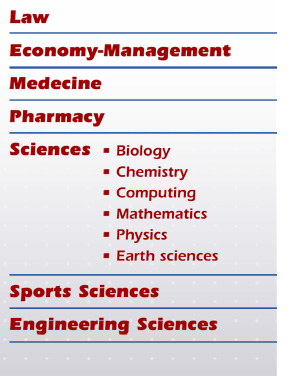 Law
Economy-Management
Medecine
Pharmacy
Sciences ▪ Biology
▪ Chemistry
▪ Computing
▪ Mathematics
▪ Physics
▪ Earth sciences
Sports Sciences
Engineering Sciences